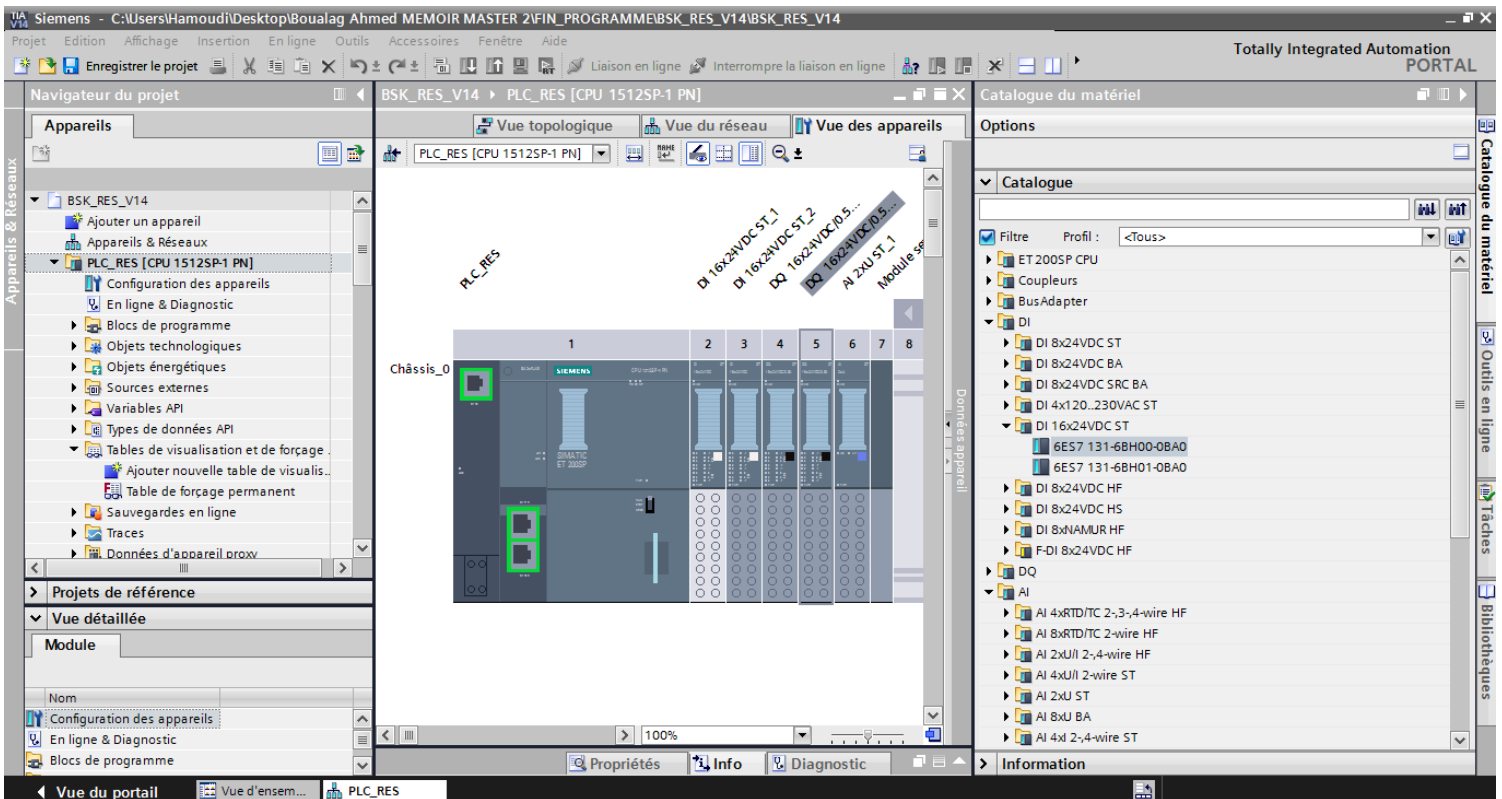 Siemens - C:\Users\Hamoudi\Desktop\Boualag Ahmed MEMOIR MASTER 2\FIN_PROGRAMME\BSK_RES_V14\BSK_RES_V14
Projet Edition Affichage Insertion En ligne Outils Accessoires Fenêtre Aide
Totally Integrated Automation
PORTAL
Enregistrer le projet Liaison en ligne Interrompre la liaison en ligne
Navigateur du projet
Appareils
Appareils & Réseaux
BSK_RES_V14
Ajouter un appareil
Appareils & Réseaux
PLC_RES [CPU 1512SP-1 PN]
Configuration des appareils
En ligne & Diagnostic
Blocs de programme
Objets technologiques
Objets énergétiques
Sources externes
Variables API
Types de données API
Tables de visualisation et de forçage .
Ajouter nouvelle table de visualis..
Table de forçage permanent
Sauvegardes en ligne
Traces
Données d'appareil proxy
Projets de référence
Vue détaillée
Module
Nom
Configuration des appareils
En ligne & Diagnostic
Blocs de programme
BSK_RES_V14 PLC_RES [CPU 1512SP-1 PN]
Vue topologique Vue du réseau Vue des appareils
PLC_RES [CPU 1512SP-1 PN]
PLC_RES
DI 16x24VDC ST_1
DI 16x24VDC ST_2
DQ 16x24VDC/0.5...
DQ 16x24VDC/0.5...
AI 2xU ST_1
Module se
1 2 3 4 5 6 7 8
Châssis_0
SIEMENS
SIMATIC
ET 200SP
Données d'appareil
100%
Propriétés Info Diagnostic
Catalogue du matériel
Options
Catalogue
Filtre Profil : <Tous>
ET 200SP CPU
Coupleurs
BusAdapter
DI
DI 8x24VDC ST
DI 8x24VDC BA
DI 8x24VDC SRC BA
DI 4x120..230VAC ST
DI 16x24VDC ST
6ES7 131-6BH00-0BA0
6ES7 131-6BH01-0BA0
DI 8x24VDC HF
DI 8x24VDC HS
DI 8xNAMUR HF
F-DI 8x24VDC HF
DQ
AI
AI 4xRTD/TC 2-,3-,4-wire HF
AI 8xRTD/TC 2-wire HF
AI 2xU/I 2-,4-wire HF
AI 4xU/I 2-wire ST
AI 2xU ST
AI 8xU BA
AI 4xI 2-,4-wire ST
Information
Catalogue du matériel
Outils en ligne
Tâches
Bibliothèques
Vue du portail Vue d'ensem... PLC_RES